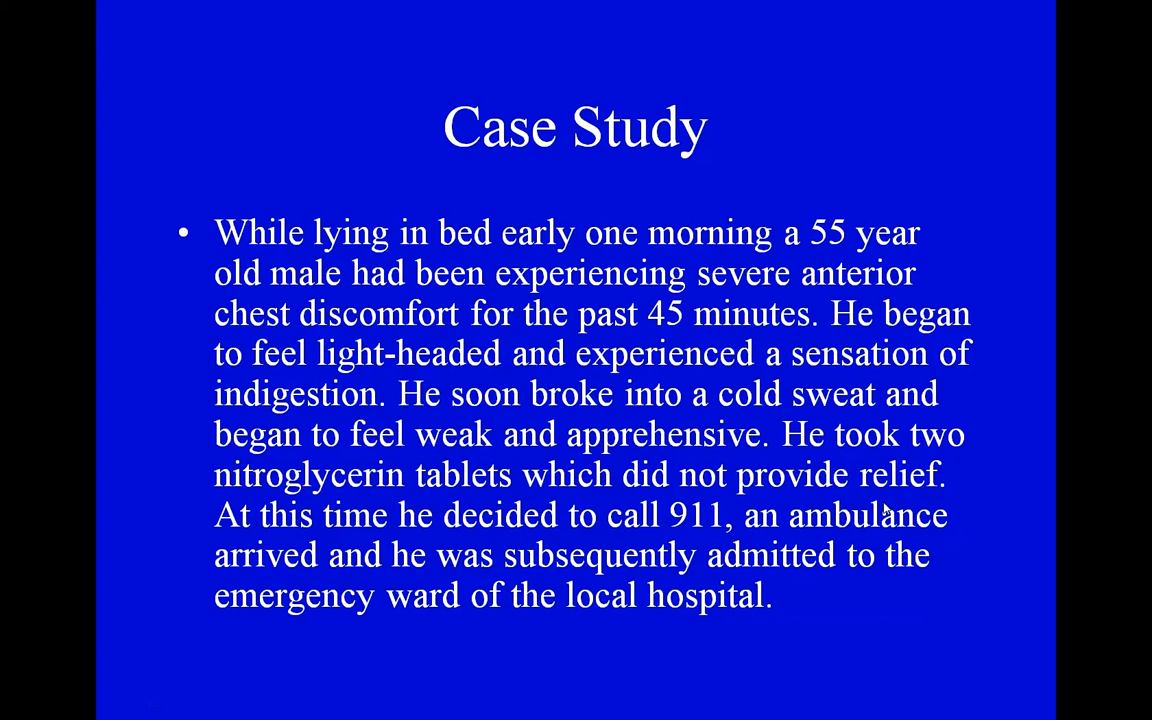 Case Study
• While lying in bed early one morning a 55 year
old male had been experiencing severe anterior
chest discomfort for the past 45 minutes. He began
to feel light-headed and experienced a sensation of
indigestion. He soon broke into a cold sweat and
began to feel weak and apprehensive. He took two
nitroglycerin tablets which did not provide relief.
At this time he decided to call 911, an ambulance
arrived and he was subsequently admitted to the
emergency ward of the local hospital.